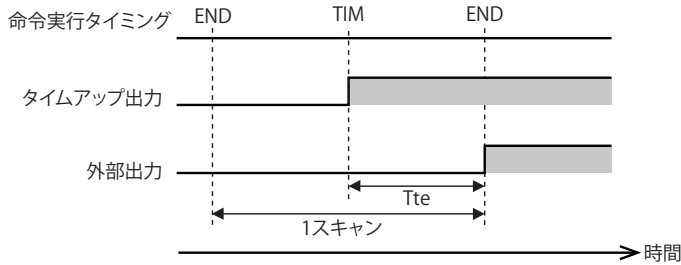 命令実行タイミング END TIM END
タイムアップ出力
外部出力
Tte
1スキャン
時間